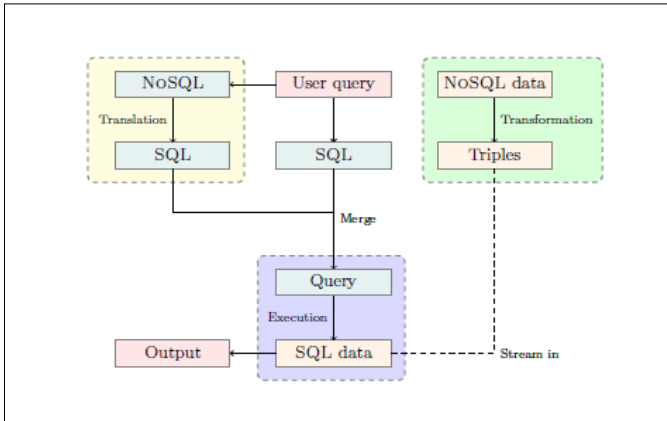 NoSQL
User query
NoSQL data
Translation
Transformation
SQL
SQL
Triples
Merge
Query
Execution
Output
SQL data
Stream in